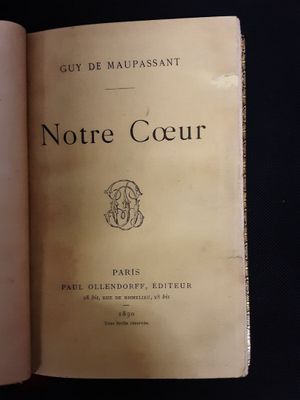 GUY DE MAUPASSANT
Notre Cœur
PARIS
PAUL OLLENDORFF, ÉDITEUR
28 bis, RUE DE RICHELIEU, 28 bis
1890
Tous droits réservés.